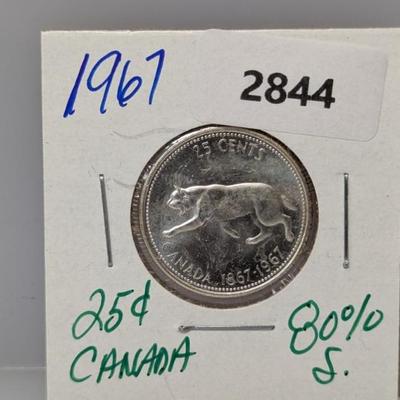 1967
2844
25 CENTS
CANADA 1867-1967
25¢
CANADA
80%
S.